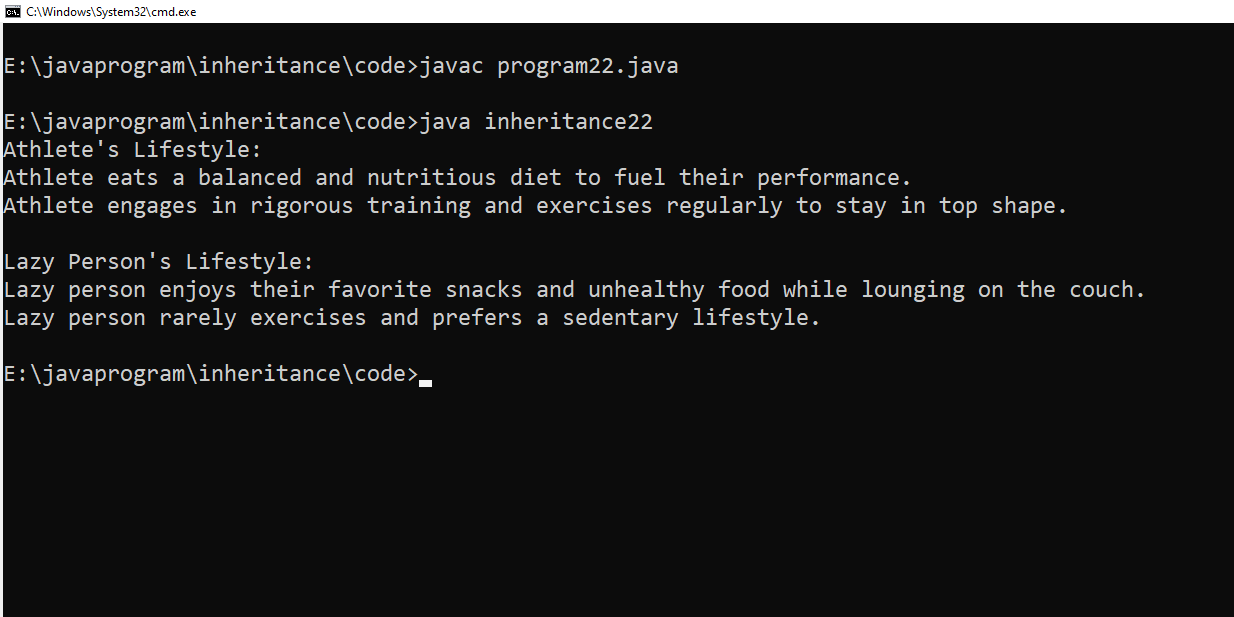 C:\Windows\System32\cmd.exe
E:\javaprogram\inheritance\code>javac program22.java
E:\javaprogram\inheritance\code>java inheritance22
Athlete's Lifestyle:
Athlete eats a balanced and nutritious diet to fuel their performance.
Athlete engages in rigorous training and exercises regularly to stay in top shape.
Lazy Person's Lifestyle:
Lazy person enjoys their favorite snacks and unhealthy food while lounging on the couch.
Lazy person rarely exercises and prefers a sedentary lifestyle.
E:\javaprogram\inheritance\code>